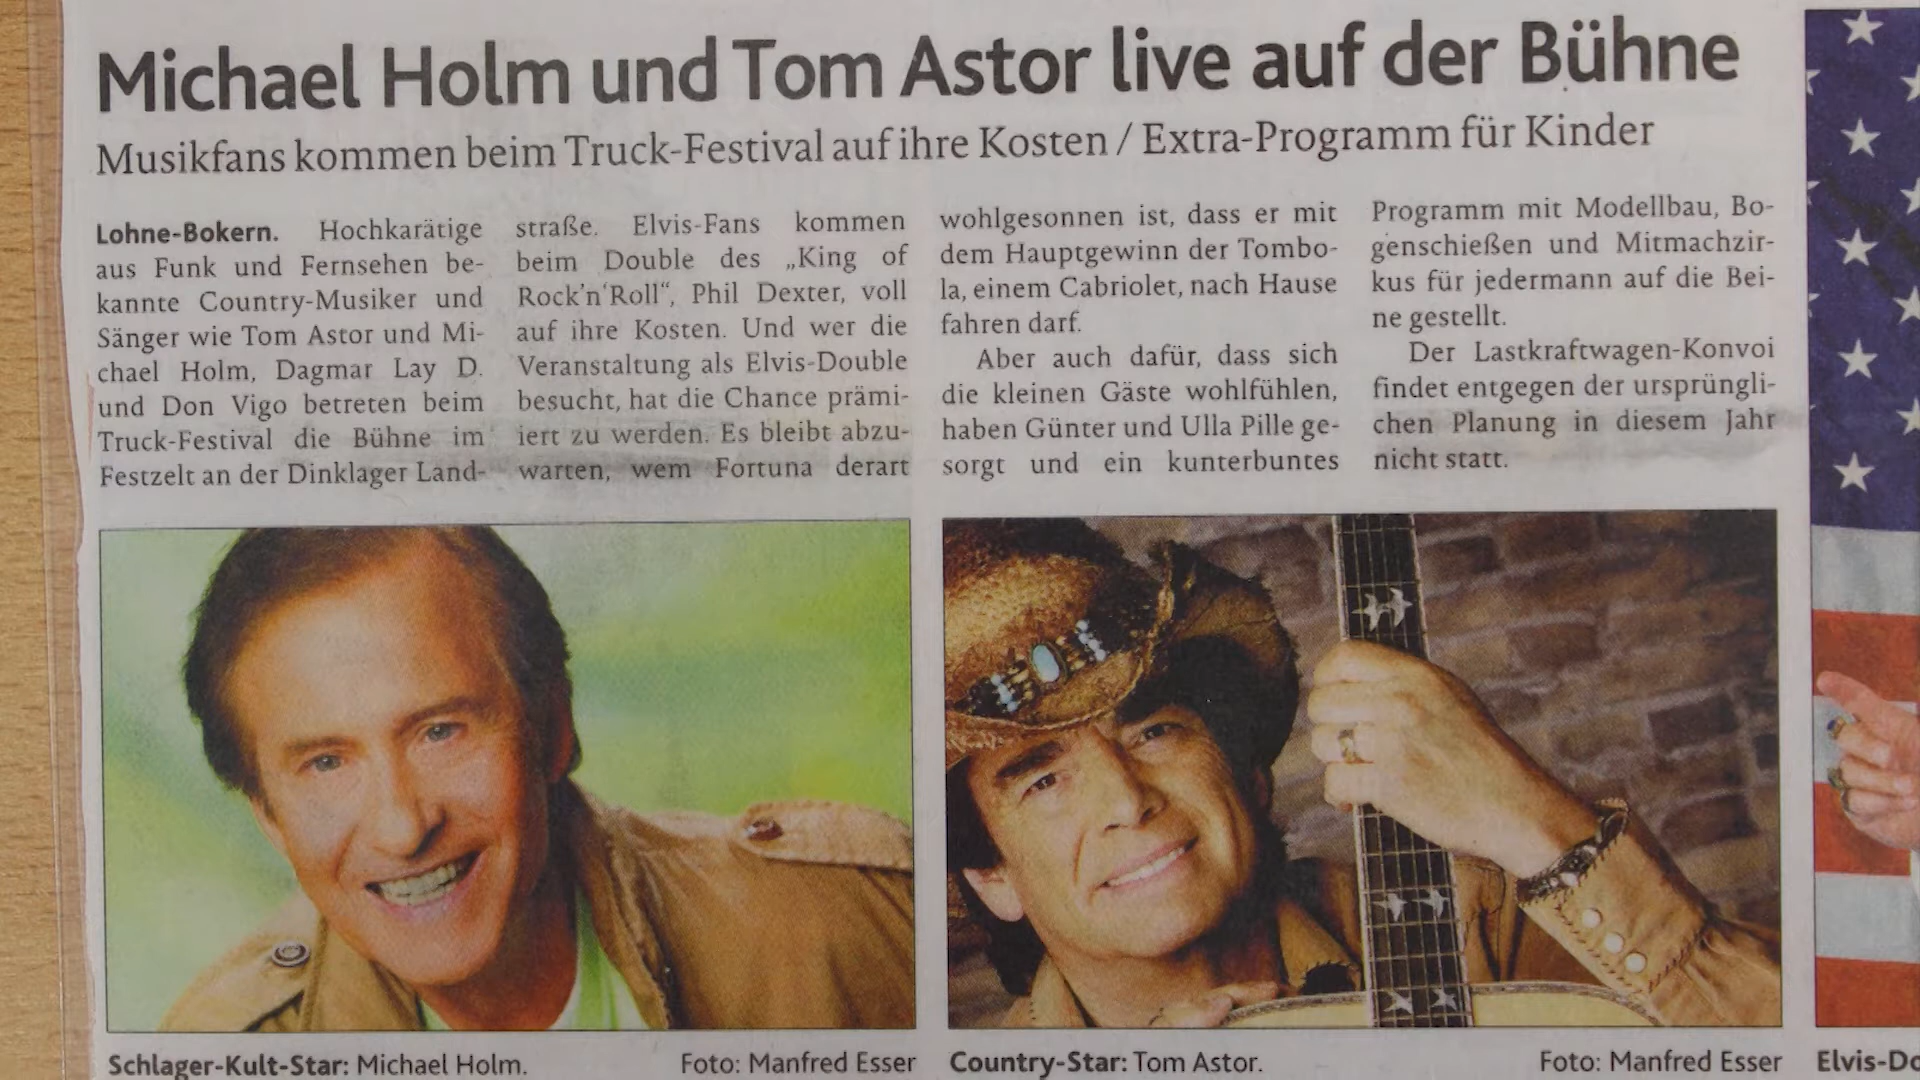 Michael Holm und Tom Astor live auf der Bühne
Musikfans kommen beim Truck-Festival auf ihre Kosten / Extra-Programm für Kinder
Lohne-Bokern. Hochkarätige
aus Funk und Fernsehen be-
kannte Country-Musiker und
Sänger wie Tom Astor und Mi-
chael Holm, Dagmar Lay D.
und Don Vigo betreten beim
Truck-Festival die Bühne im
Festzelt an der Dinklager Land-
straße. Elvis-Fans kommen
beim Double des „King of
Rock'n'Roll“, Phil Dexter, voll
auf ihre Kosten. Und wer die
Veranstaltung als Elvis-Double
besucht, hat die Chance prämi-
iert zu werden. Es bleibt abzu-
warten, wem Fortuna derart
wohlgesonnen ist, dass er mit
dem Hauptgewinn der Tombo-
la, einem Cabriolet, nach Hause
fahren darf.
Aber auch dafür, dass sich
die kleinen Gäste wohlfühlen,
haben Günter und Ulla Pille ge-
sorgt und ein kunterbuntes
Programm mit Modellbau, Bo-
genschießen und Mitmachzir-
kus für jedermann auf die Bei-
ne gestellt.
Der Lastkraftwagen-Konvoi
findet entgegen der ursprüngli-
chen Planung in diesem Jahr
nicht statt.
Schlager-Kult-Star: Michael Holm. Foto: Manfred Esser
Country-Star: Tom Astor. Foto: Manfred Esser
Elvis-Do